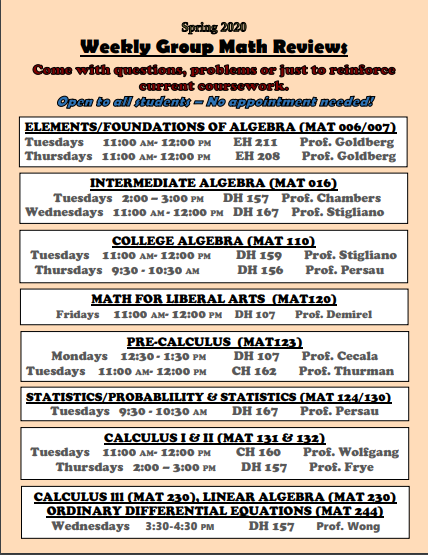 Spring 2020
Weekly Group Math Reviews
Come with questions, problems or just to reinforce
current coursework.
Open to all students – No appointment needed!
ELEMENTS/FOUNDATIONS OF ALGEBRA (MAT 006/007)
Tuesdays 11:00 AM- 12:00 PM EH 211 Prof. Goldberg
Thursdays 11:00 AM- 12:00 PM EH 208 Prof. Goldberg
INTERMEDIATE ALGEBRA (MAT 016)
Tuesdays 2:00 – 3:00 PM DH 157 Prof. Chambers
Wednesdays 11:00 AM- 12:00 PM DH 167 Prof. Stigliano
COLLEGE ALGEBRA (MAT 110)
Tuesdays 11:00 AM- 12:00 PM DH 159 Prof. Stigliano
Thursdays 9:30 - 10:30 AM DH 156 Prof. Persau
MATH FOR LIBERAL ARTS (MAT120)
Fridays 11:00 AM- 12:00 PM DH 107 Prof. Demirel
PRE-CALCULUS (MAT123)
Mondays 12:30 - 1:30 PM DH 107 Prof. Cecala
Tuesdays 11:00 AM- 12:00 PM CH 162 Prof. Thurman
STATISTICS/PROBABLILITY & STATISTICS (MAT 124/130)
Tuesdays 9:30 - 10:30 AM DH 167 Prof. Persau
CALCULUS I & II (MAT 131 & 132)
Tuesdays 11:00 AM- 12:00 PM CH 160 Prof. Wolfgang
Thursdays 2:00 – 3:00 PM DH 157 Prof. Frye
CALCULUS III (MAT 230), LINEAR ALGEBRA (MAT 230)
ORDINARY DIFFERENTIAL EQUATIONS (MAT 244)
Wednesdays 3:30-4:30 PM DH 157 Prof. Wong